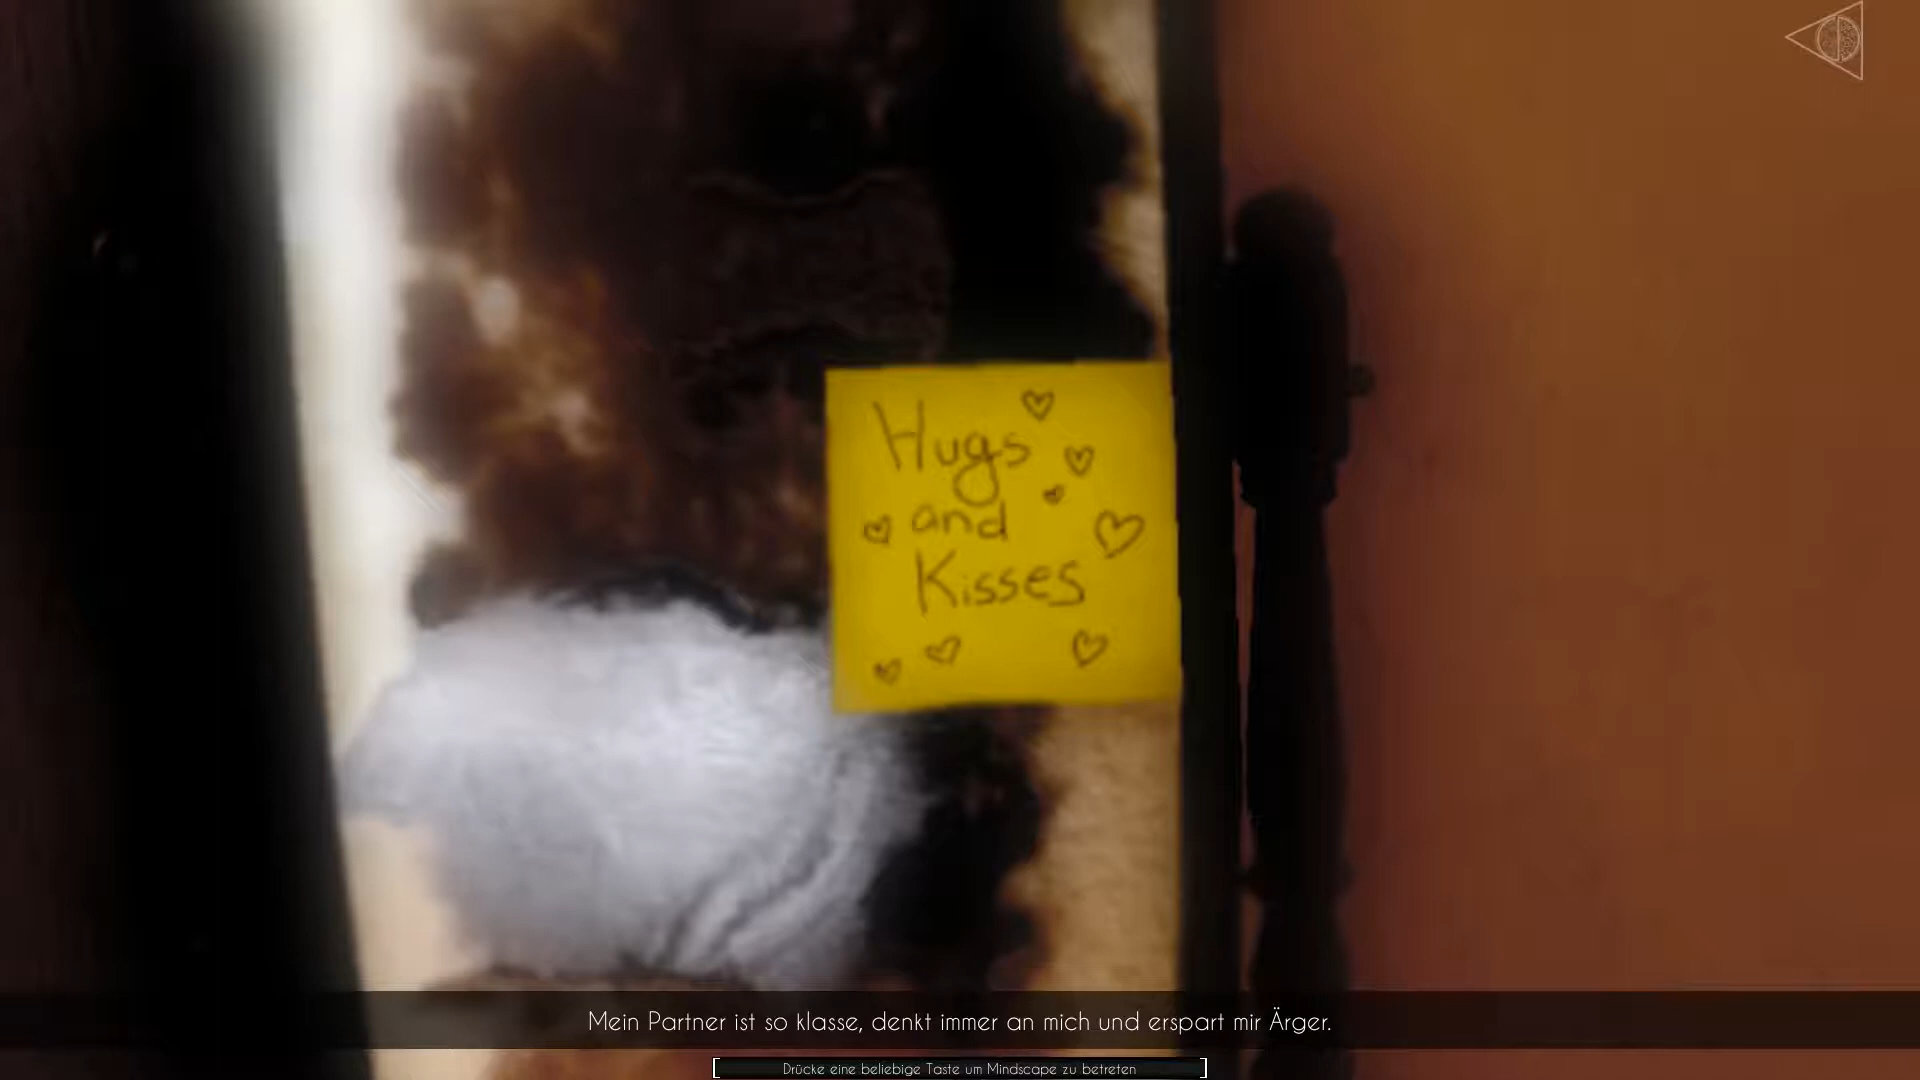 Hugs
and
Kisses
Mein Partner ist so klasse, denkt immer an mich und erspart mir Ärger.
Drücke eine beliebige Taste um Mindscape zu betreten